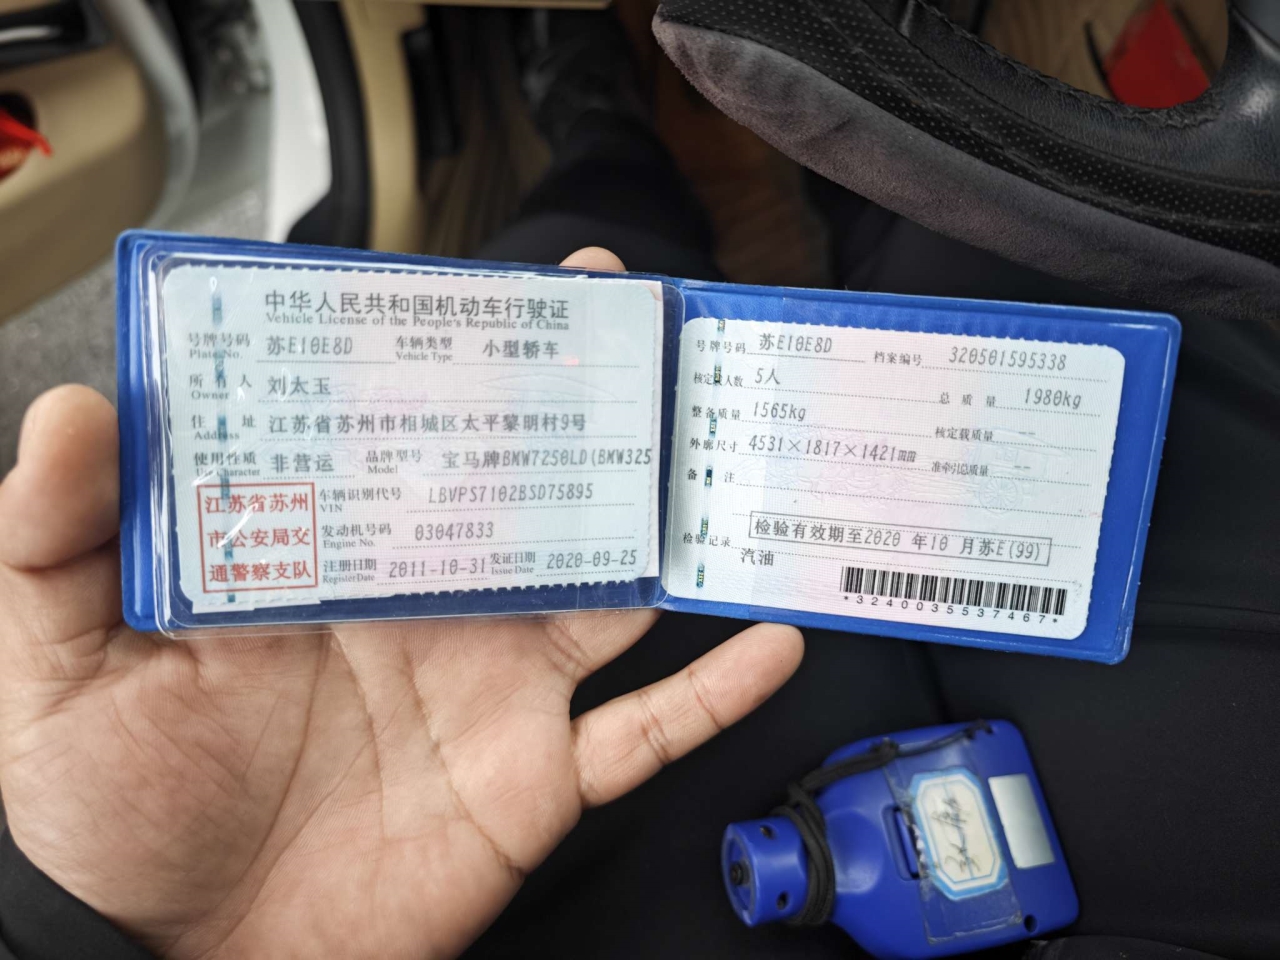 中华人民共和国机动车行驶证
Vehicle License of the People's Republic of China
号牌号码 苏E10E8D 车辆类型 小型轿车
Plate No. Vehicle Type
所有人 刘太玉
Owner
住址 江苏省苏州市相城区太平黎明村9号
Address
使用性质 非营运 品牌型号 宝马牌BMW7250LD(BMW325
Use Character Model
江苏省苏州
市公安局交
通警察支队
车辆识别代号 LBVPS7102BSD75895
VIN
发动机号码 03047833
Engine No.
注册日期 2011-10-31 发证日期 2020-09-25
Register Date Issue Date
号牌号码 苏E10E8D 档案编号 320501595338
核定载人数 5人 总质量 1980kg
整备质量 1565kg 核定载质量 --
外廓尺寸 4531×1817×1421 准牵引总质量 --
备注
检验有效期至2020 年10 月苏E(99)
检验记录
汽油
*3240035537467*